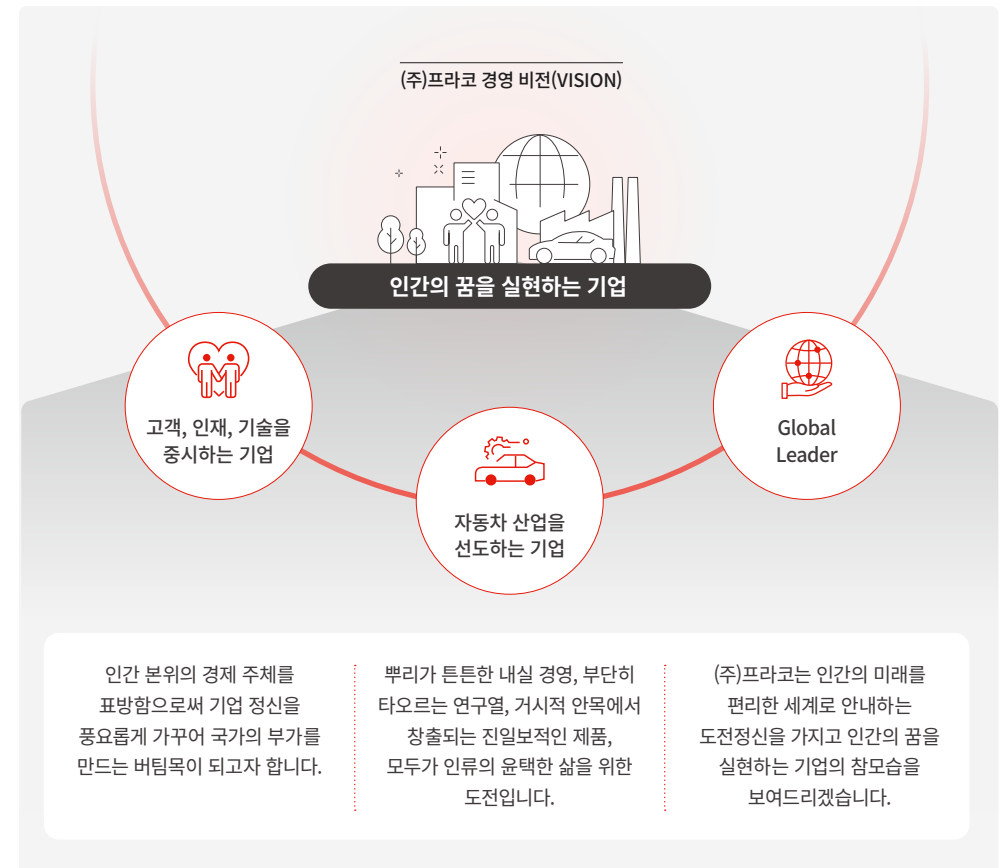 (주)프라코 경영 비전(VISION)
인간의 꿈을 실현하는 기업
고객, 인재, 기술을
중시하는 기업
자동차 산업을
선도하는 기업
Global
Leader
인간 본위의 경제 주체를
표방함으로써 기업 정신을
풍요롭게 가꾸어 국가의 부가를
만드는 버팀목이 되고자 합니다.
뿌리가 튼튼한 내실 경영, 부단히
타오르는 연구열, 거시적 안목에서
창출되는 진일보적인 제품,
모두가 인류의 윤택한 삶을 위한
도전입니다.
(주)프라코는 인간의 미래를
편리한 세계로 안내하는
도전정신을 가지고 인간의 꿈을
실현하는 기업의 참모습을
보여드리겠습니다.